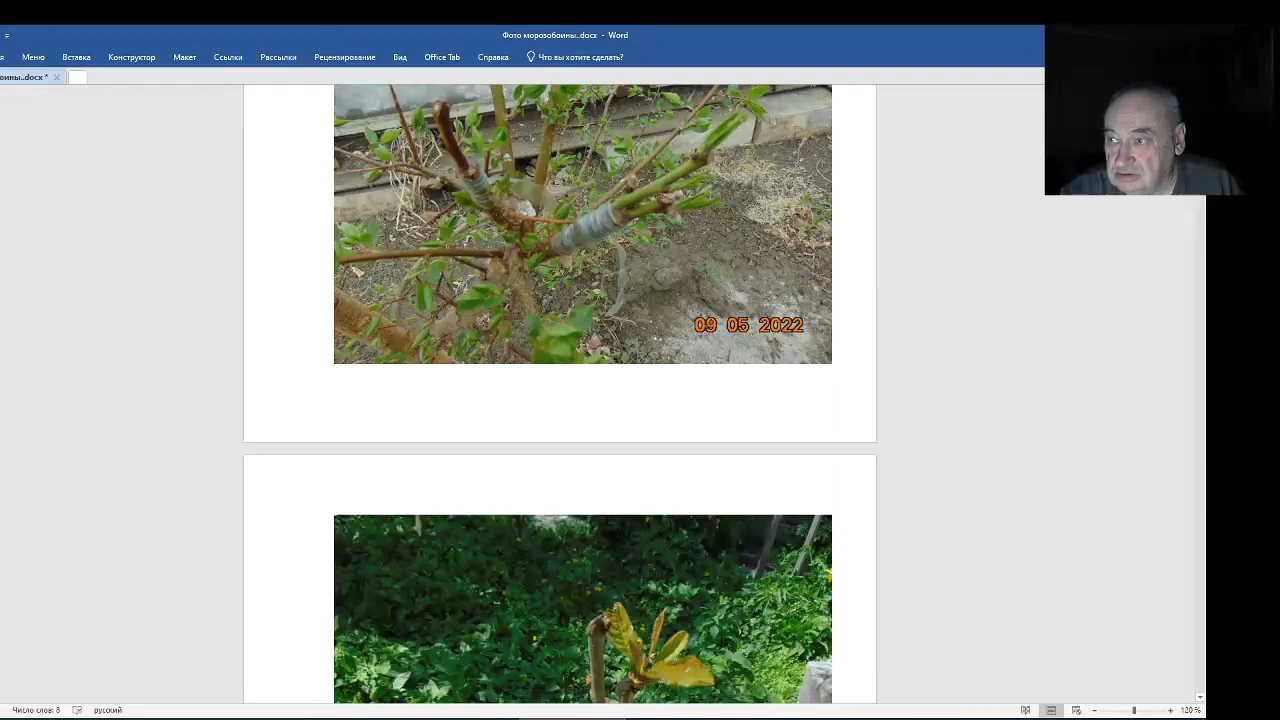 Фото морозобоины..docx - Word
я Меню Вставка Конструктор Макет Ссылки Рассылки Рецензирование Вид Office Tab Справка Что вы хотите сделать?
оины..docx *
09 05 2022
Число слов: 8 русский 120 %